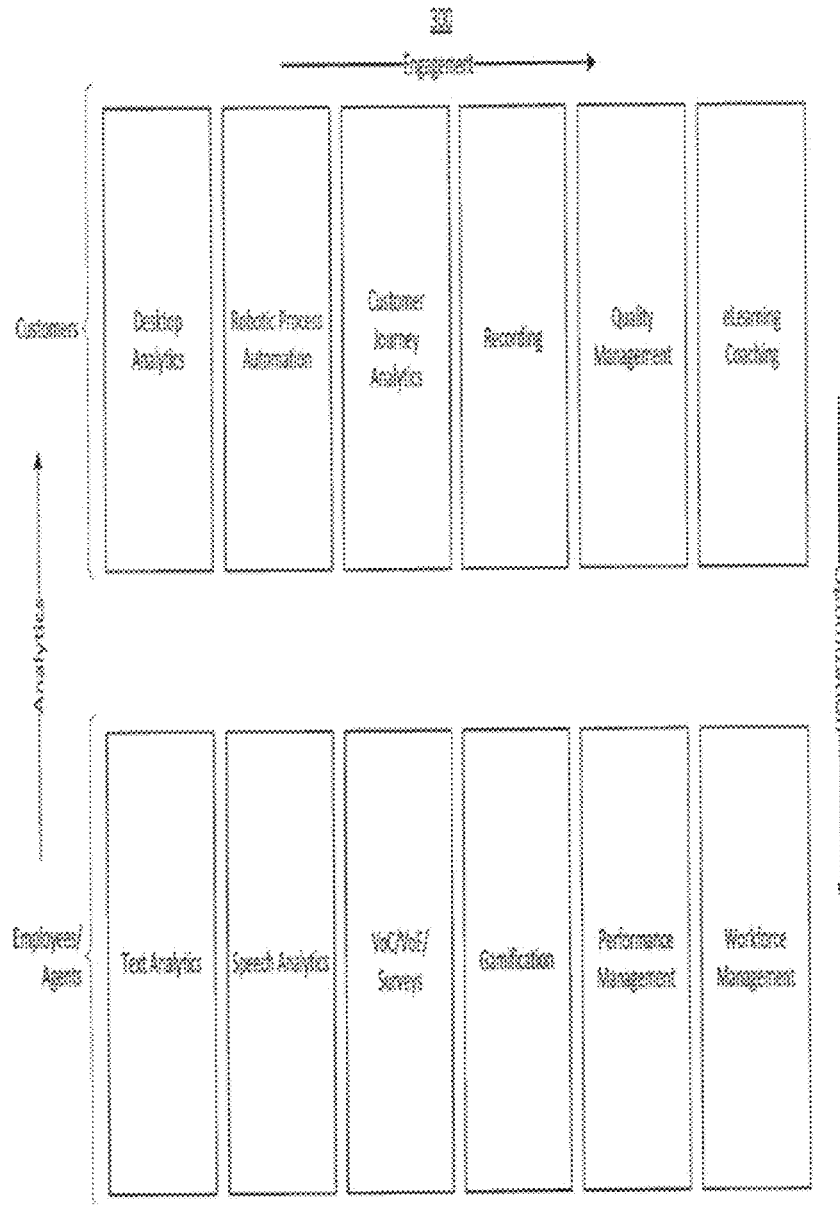 300
Engagement
Customers
Desktop
Analytics
Robotic Process
Automation
Customer
Journey
Analytics
Recording
Quality
Management
eLearning
Coaching
Analytics
Employees/
Agents
Text Analytics
Speech Analytics
VoC/VoE/
Surveys
Gamification
Performance
Management
Workforce
Management